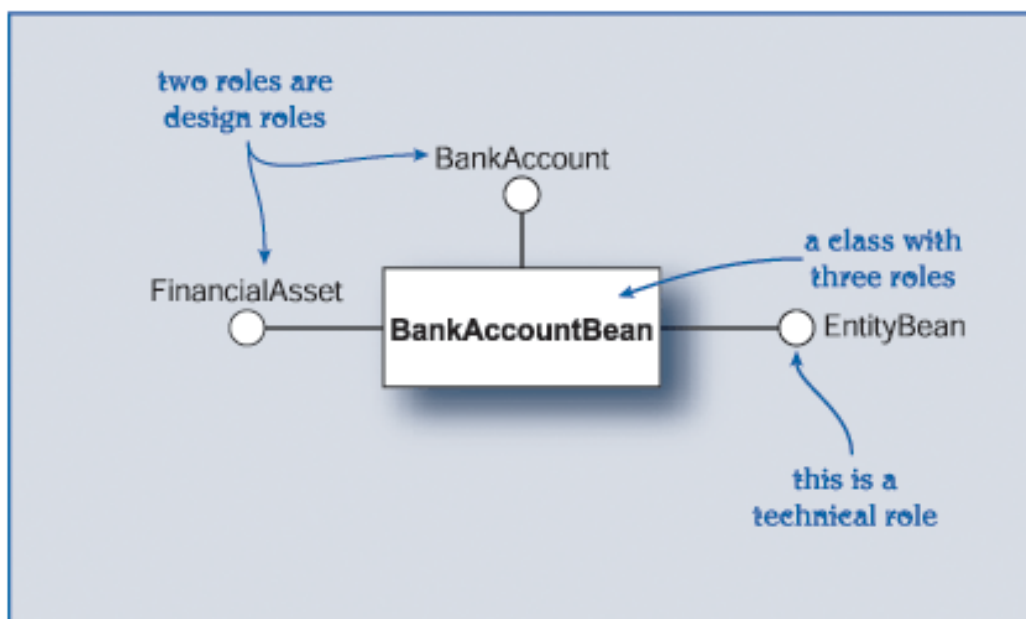 two roles are
design roles
BankAccount
a class with
three roles
FinancialAsset
BankAccountBean
EntityBean
this is a
technical role